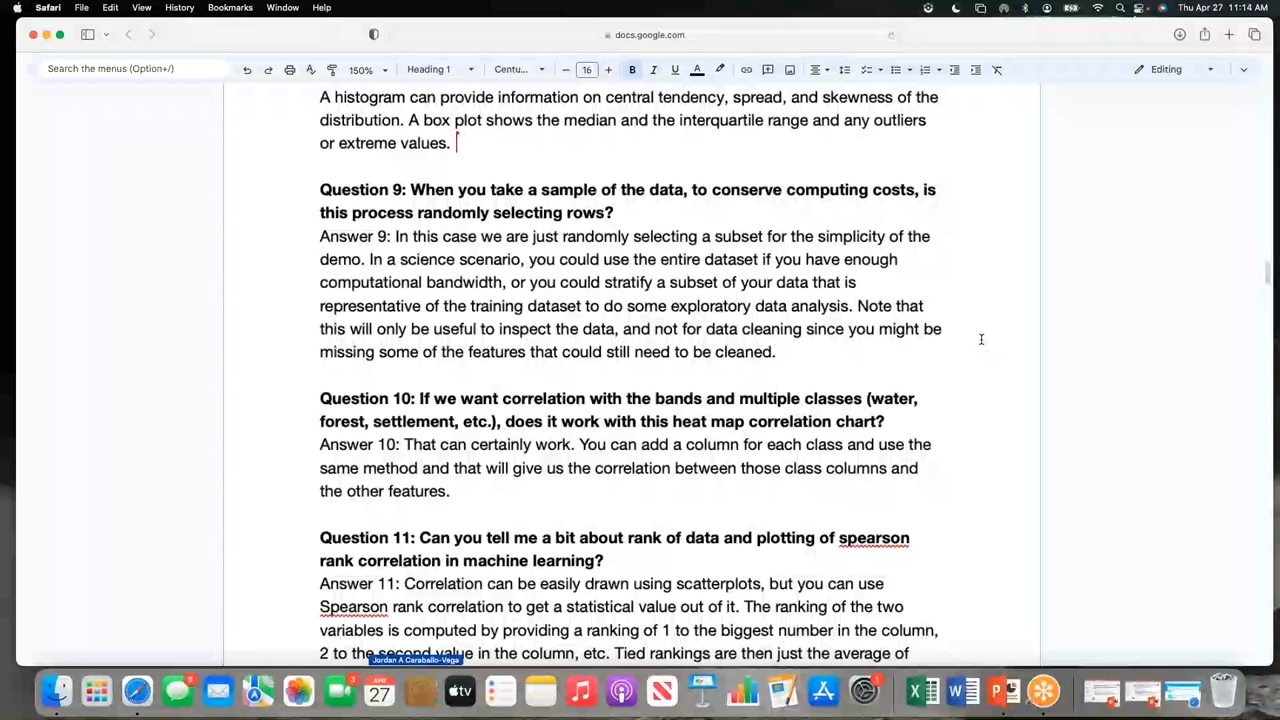 Safari File Edit View History Bookmarks Window Help Thu Apr 27 11:14 AM
docs.google.com
Search the menus (Option+/) 150% Heading 1 Centu... 16 B I U A Editing
A histogram can provide information on central tendency, spread, and skewness of the
distribution. A box plot shows the median and the interquartile range and any outliers
or extreme values.
Question 9: When you take a sample of the data, to conserve computing costs, is
this process randomly selecting rows?
Answer 9: In this case we are just randomly selecting a subset for the simplicity of the
demo. In a science scenario, you could use the entire dataset if you have enough
computational bandwidth, or you could stratify a subset of your data that is
representative of the training dataset to do some exploratory data analysis. Note that
this will only be useful to inspect the data, and not for data cleaning since you might be
missing some of the features that could still need to be cleaned.
Question 10: If we want correlation with the bands and multiple classes (water,
forest, settlement, etc.), does it work with this heat map correlation chart?
Answer 10: That can certainly work. You can add a column for each class and use the
same method and that will give us the correlation between those class columns and
the other features.
Question 11: Can you tell me a bit about rank of data and plotting of spearson
rank correlation in machine learning?
Answer 11: Correlation can be easily drawn using scatterplots, but you can use
Spearson rank correlation to get a statistical value out of it. The ranking of the two
variables is computed by providing a ranking of 1 to the biggest number in the column,
2 to the second value in the column, etc. Tied rankings are then just the average of
Jordan A Caraballo-Vega
8 3 APR 27 tv 1